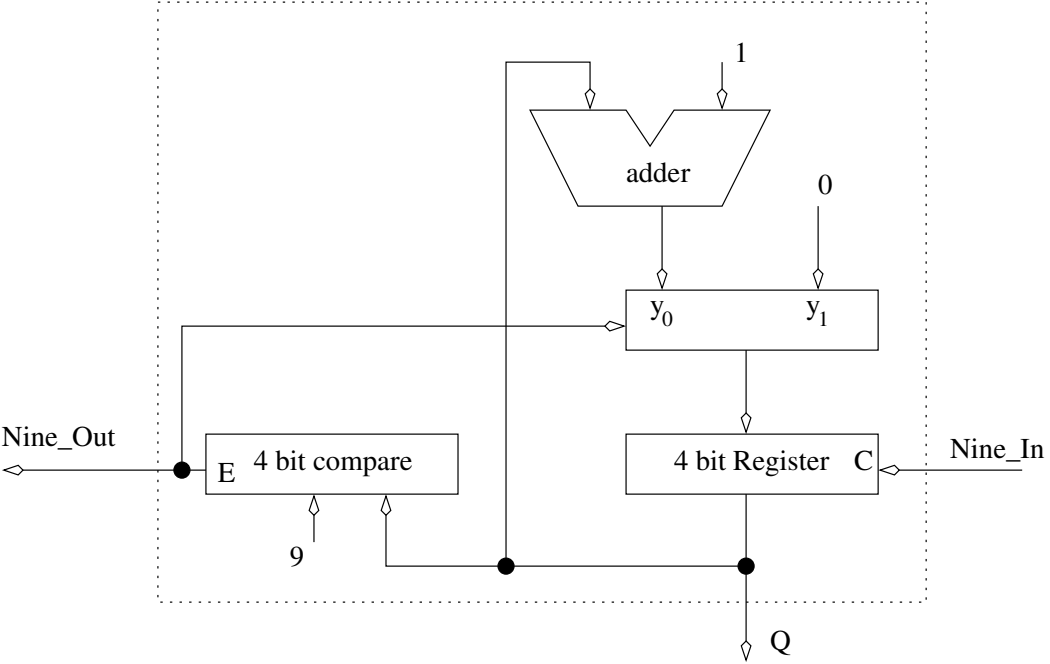 1
adder
0
y0 y1
Nine_Out
E 4 bit compare
4 bit Register C
Nine_In
9
Q